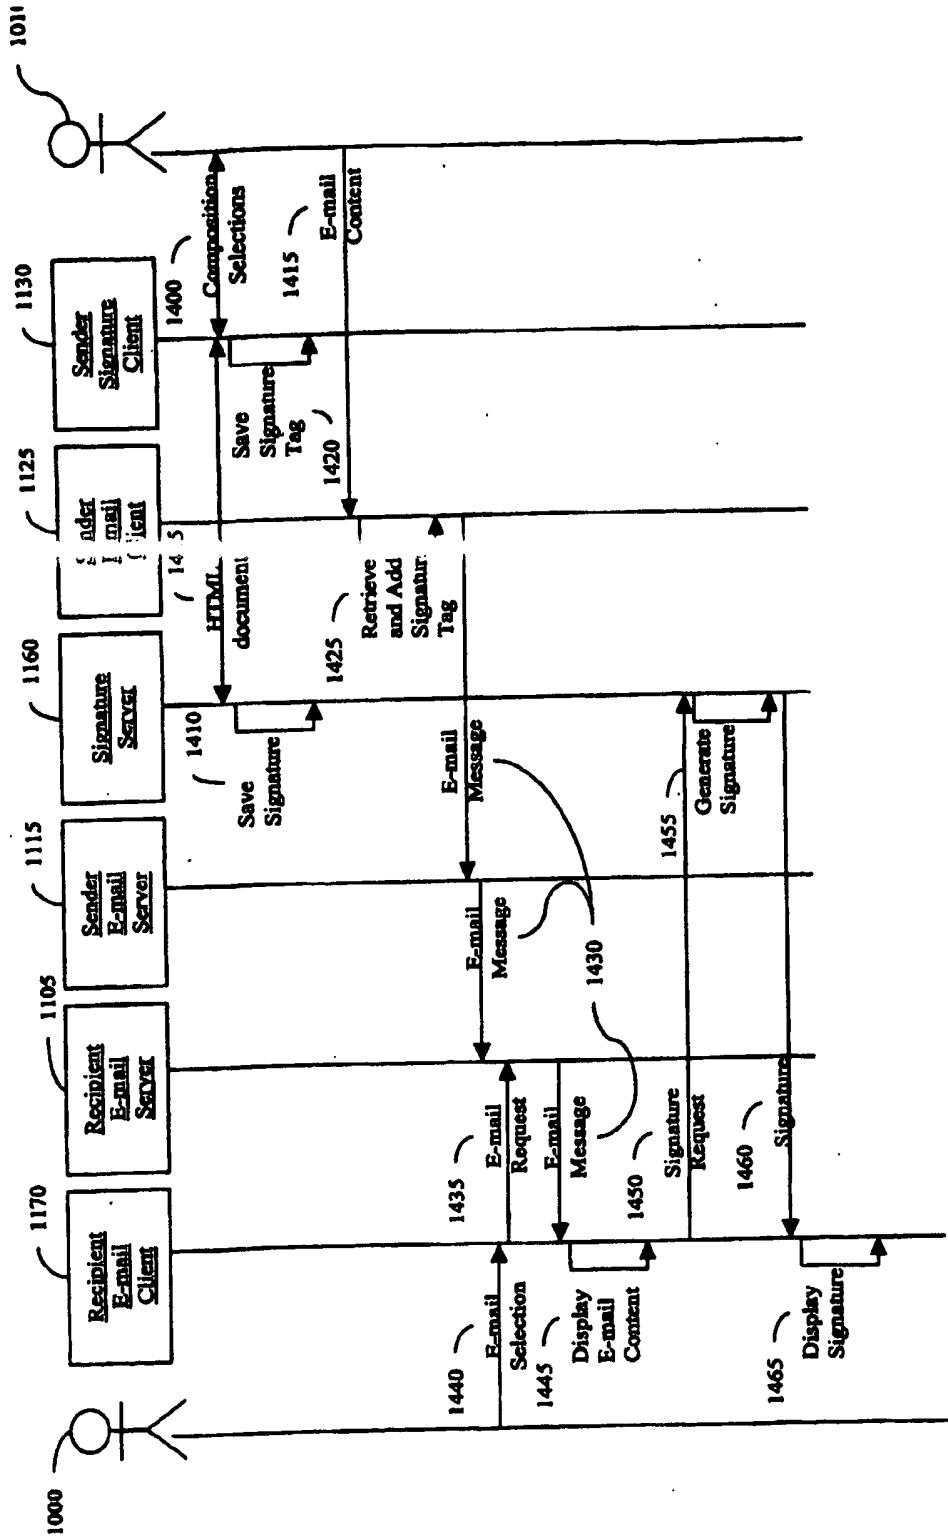 1000
1170
Recipient
E-mail
Client
1105
Recipient
E-mail
Server
1115
Sender
E-mail
Server
1160
Signature
Server
1125
1130
Sender
Signature
Client
1400
Composition
Selections
HTML
document
1410
Save
Signature
Save
Signature
Tag
1415
E-mail
Content
1420
1425
Retrieve
and Add
Tag
E-mail
Message
E-mail
Message
1430
1435
E-mail
Request
1440
E-mail
Selection
E-mail
Message
1445
Display
E-mail
Content
1450
Signature
Request
1455
Generate
Signature
1460
Signature
1465
Display
Signature